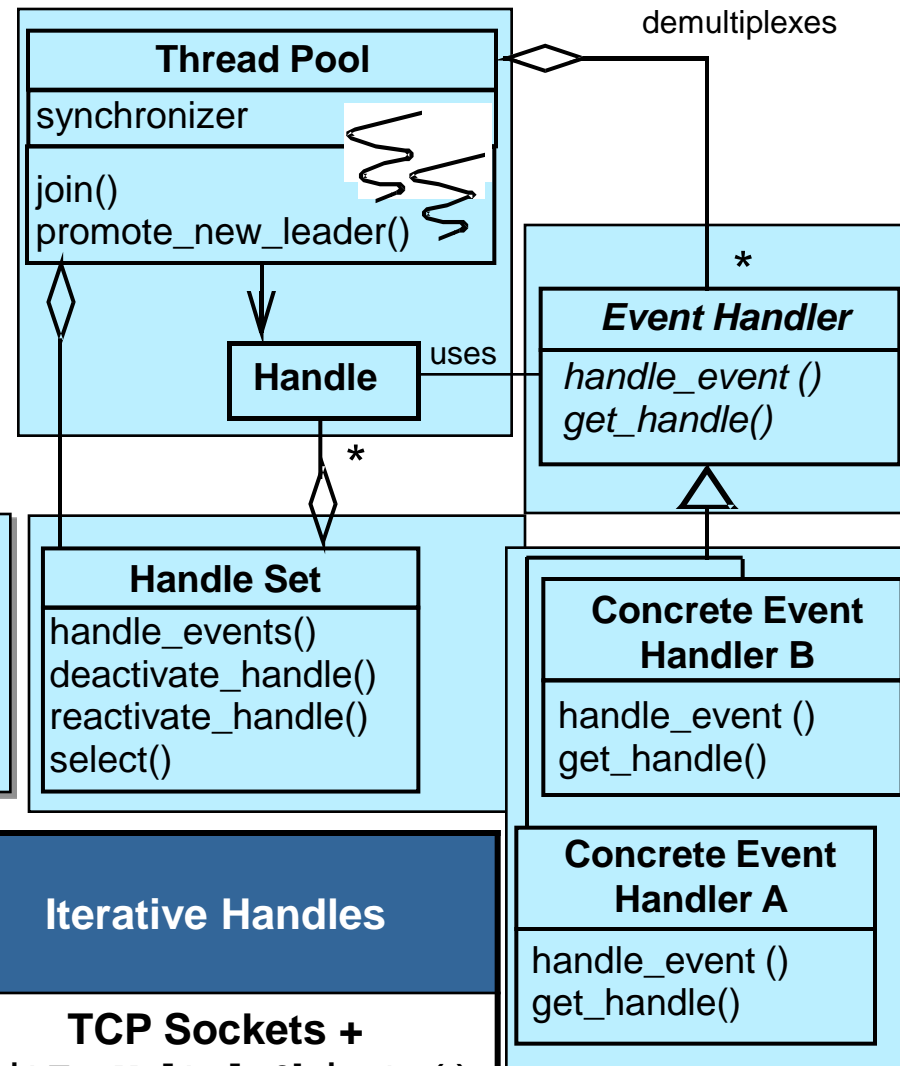 demultiplexes
Thread Pool
synchronizer
join()
promote_new_leader()
*
Event Handler
handle_event ()
get_handle()
uses
Handle
*
Handle Set
handle_events()
deactivate_handle()
reactivate_handle()
select()
Concrete Event
Handler B
handle_event ()
get_handle()
Concrete Event
Handler A
handle_event ()
get_handle()
Iterative Handles
TCP Sockets +